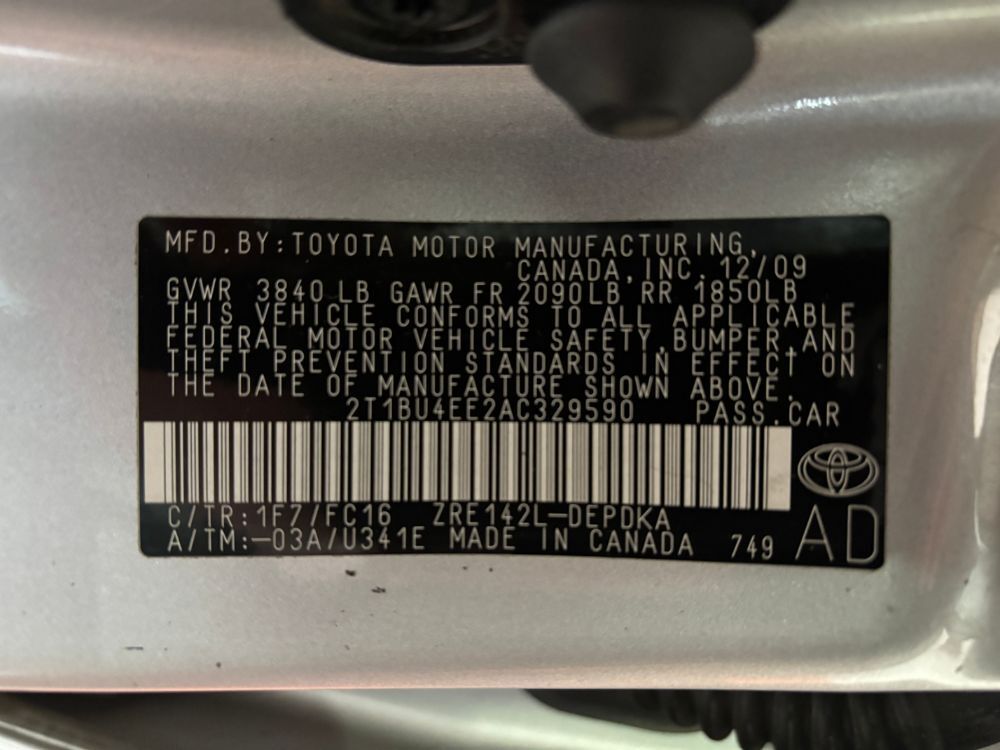 MFD.BY:TOYOTA MOTOR MANUFACTURING,
CANADA,INC. 12/09
GVWR 3840LB GAWR FR 2090LB RR 1850LB
THIS VEHICLE CONFORMS TO ALL APPLICABLE
FEDERAL MOTOR VEHICLE SAFETY,BUMPER,AND
THEFT PREVENTION STANDARDS IN EFFECT ON
THE DATE OF MANUFACTURE SHOWN ABOVE.
2T1BU4EE2AC329590 PASS.CAR
C/TR:1F7/FC16 ZRE142L-DEPDKA
A/TM:-03A/U341E MADE IN CANADA 749 AD